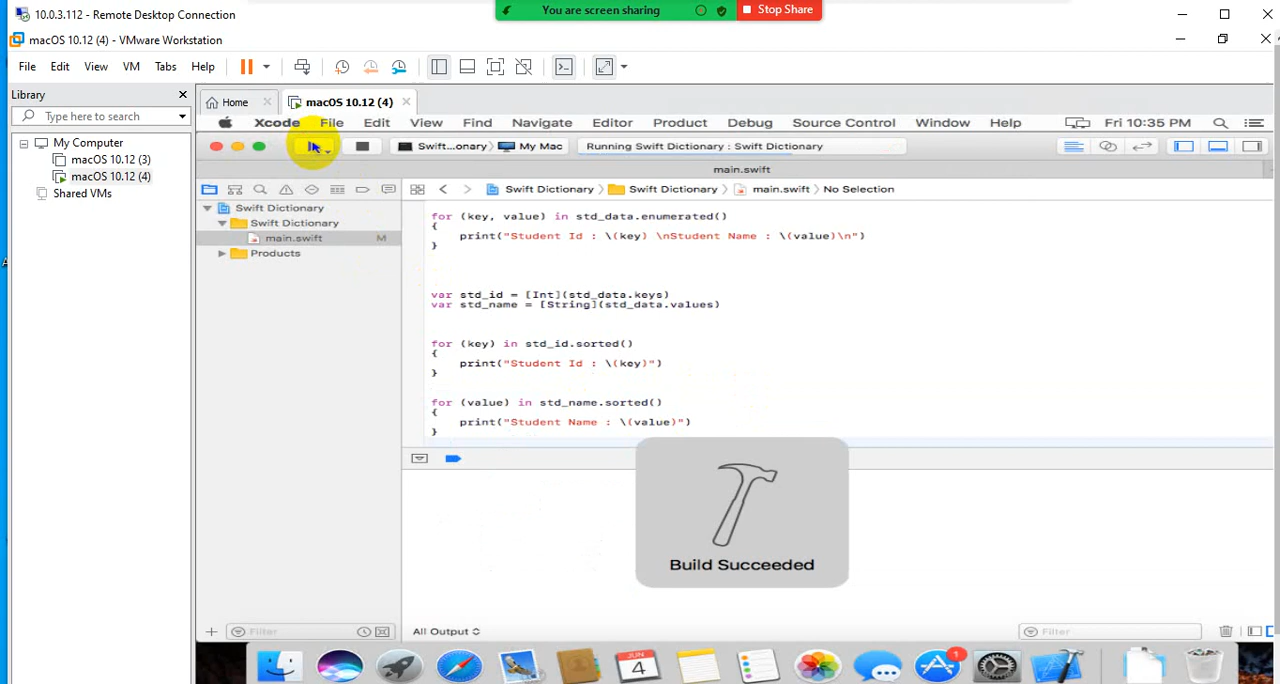 10.0.3.112 - Remote Desktop Connection
You are screen sharing
Stop Share
macOS 10.12 (4) - VMware Workstation
File Edit View VM Tabs Help
Library
Type here to search
My Computer
macOS 10.12 (3)
macOS 10.12 (4)
Shared VMs
Home
macOS 10.12 (4)
Xcode File Edit View Find Navigate Editor Product Debug Source Control Window Help Fri 10:35 PM
Swift...onary My Mac
Running Swift Dictionary : Swift Dictionary
main.swift
Swift Dictionary
Swift Dictionary
main.swift M
Products
Swift Dictionary Swift Dictionary main.swift No Selection
for (key, value) in std_data.enumerated()
{
print("Student Id : \(key) \nStudent Name : \(value)\n")
}
var std_id = [Int](std_data.keys)
var std_name = [String](std_data.values)
for (key) in std_id.sorted()
{
print("Student Id : \(key)")
}
for (value) in std_name.sorted()
{
print("Student Name : \(value)")
}
Build Succeeded
Filter
All Output
Filter
JUN
4
1